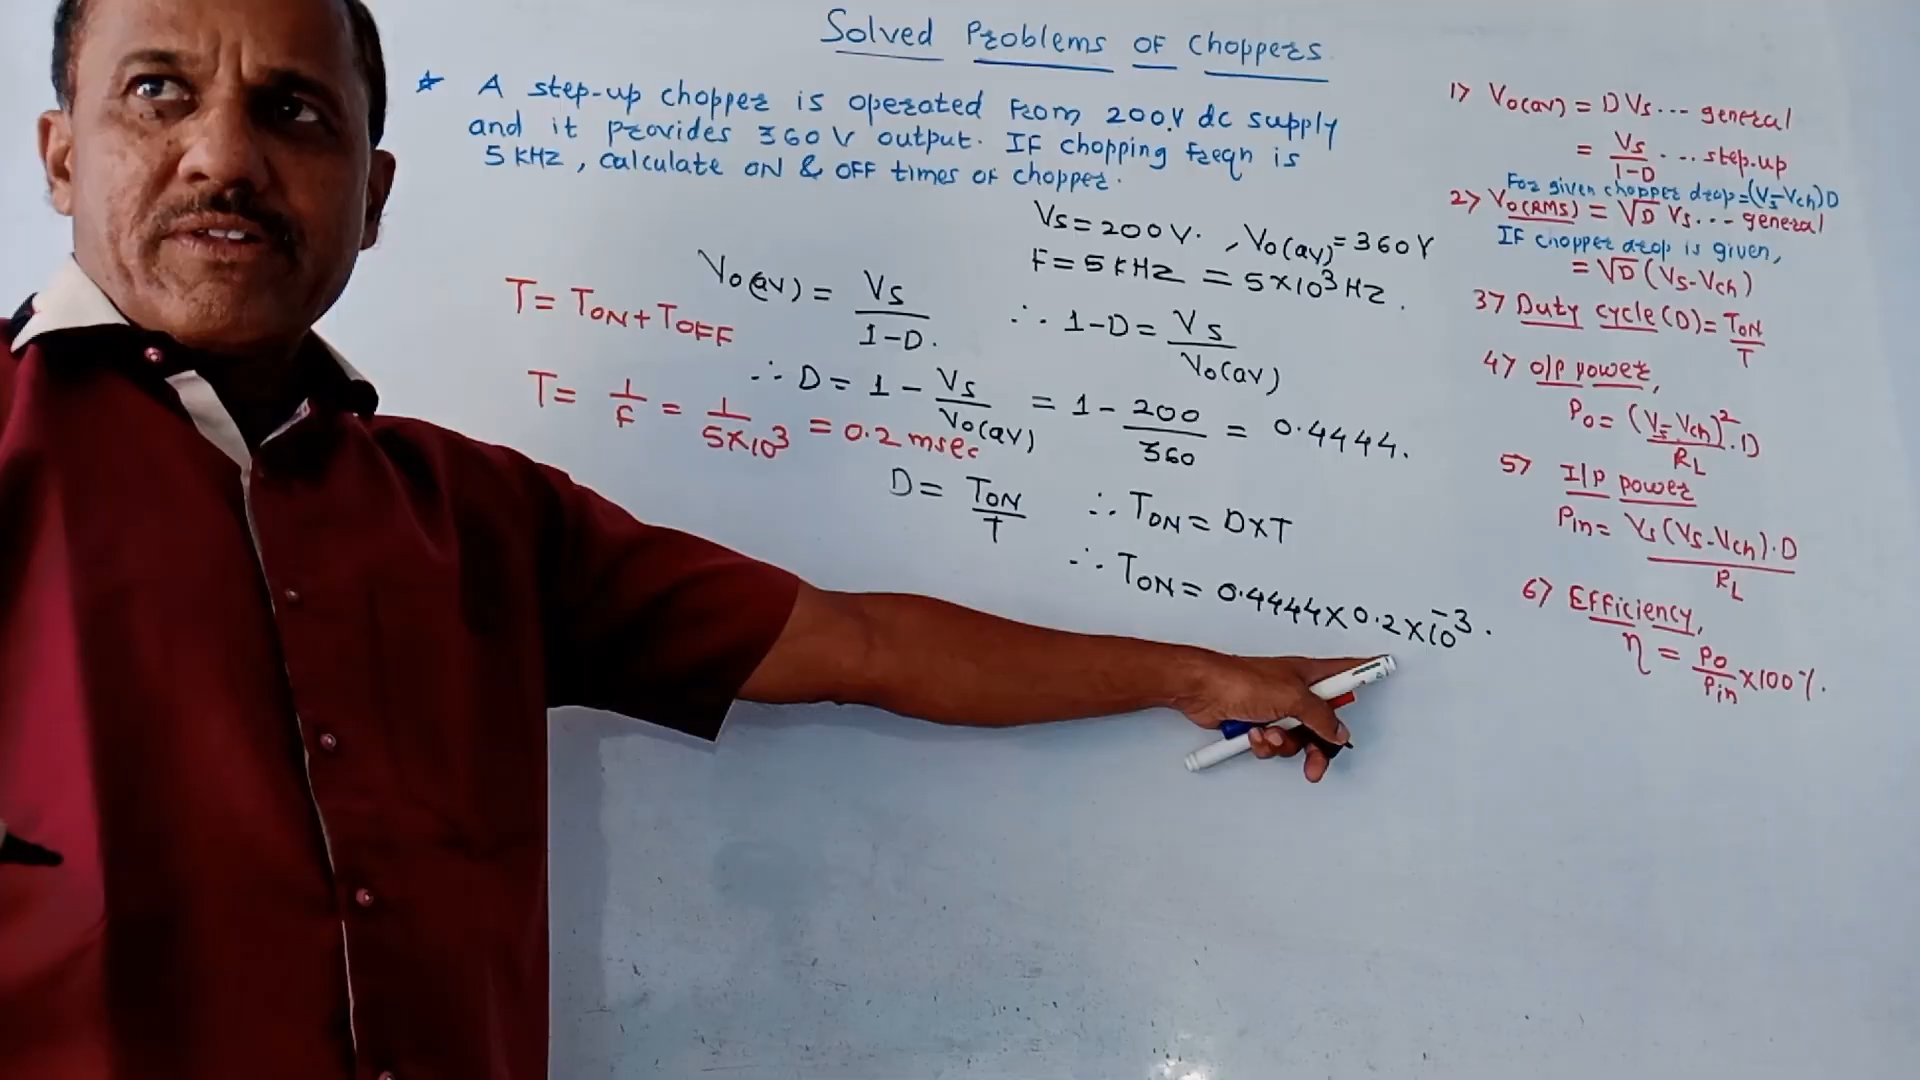 Solved Problems of Choppers
* A step-up chopper is operated from 200V dc supply
and it provides 360 V output. If chopping freqn is
5 KHz, calculate ON & OFF times of chopper.
Vs = 200V. , Vo(av) = 360V
F = 5 KHz = 5×10³ Hz.
T = TON + TOFF
Vo(av) = Vs / 1-D.
∴ 1-D = Vs / Vo(av)
T = 1/F = 1/5×10³ = 0.2 msec
∴ D = 1 - Vs/Vo(av) = 1 - 200/360 = 0.4444.
D = TON/T ∴ TON = D×T
∴ TON = 0.4444×0.2×10⁻³.
1> Vo(av) = DVs... general
= Vs/1-D ... step-up
For given chopper drop=(Vs-Vch)D
2> Vo(RMS) = √D Vs... general
If chopper drop is given,
= √D (Vs-Vch)
3> Duty cycle(D) = TON/T
4> O/P power,
Po = (Vs-Vch)²/RL . D
5> I/P power
Pin = Vs(Vs-Vch).D / RL
6> Efficiency,
η = Po/Pin ×100%.